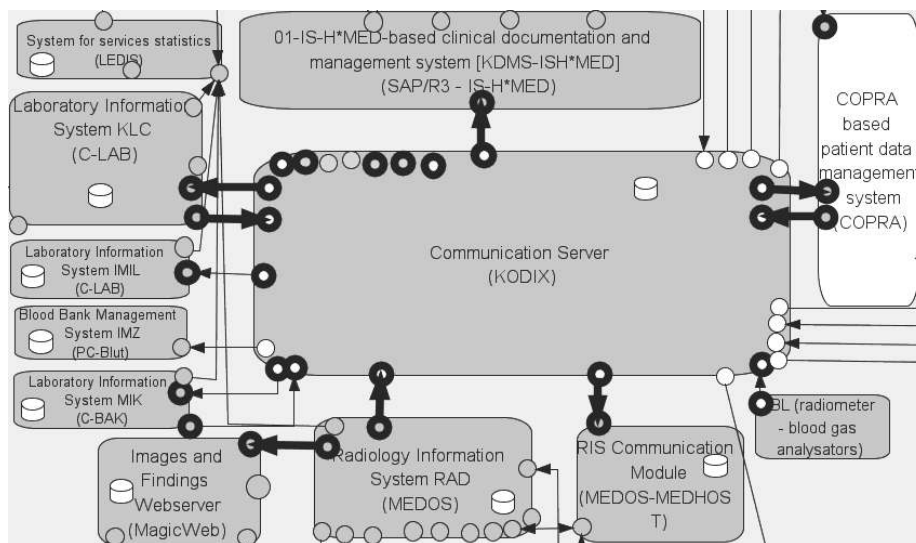 System for services statistics
(LEDIS)
01-IS-H*MED-based clinical documentation and
management system [KDMS-ISH*MED]
(SAP/R3 - IS-H*MED)
Laboratory Information
System KLC
(C-LAB)
COPRA
based
patient data
management
system
(COPRA)
Laboratory Information
System IMIL
(C-LAB)
Communication Server
(KODIX)
Blood Bank Management
System IMZ
(PC-Blut)
Laboratory Information
System MIK
(C-BAK)
BL (radiometer
- blood gas
analysators)
Images and
Findings
Webserver
(MagicWeb)
Radiology Information
System RAD
(MEDOS)
RIS Communication
Module
(MEDOS-MEDHOS
T)